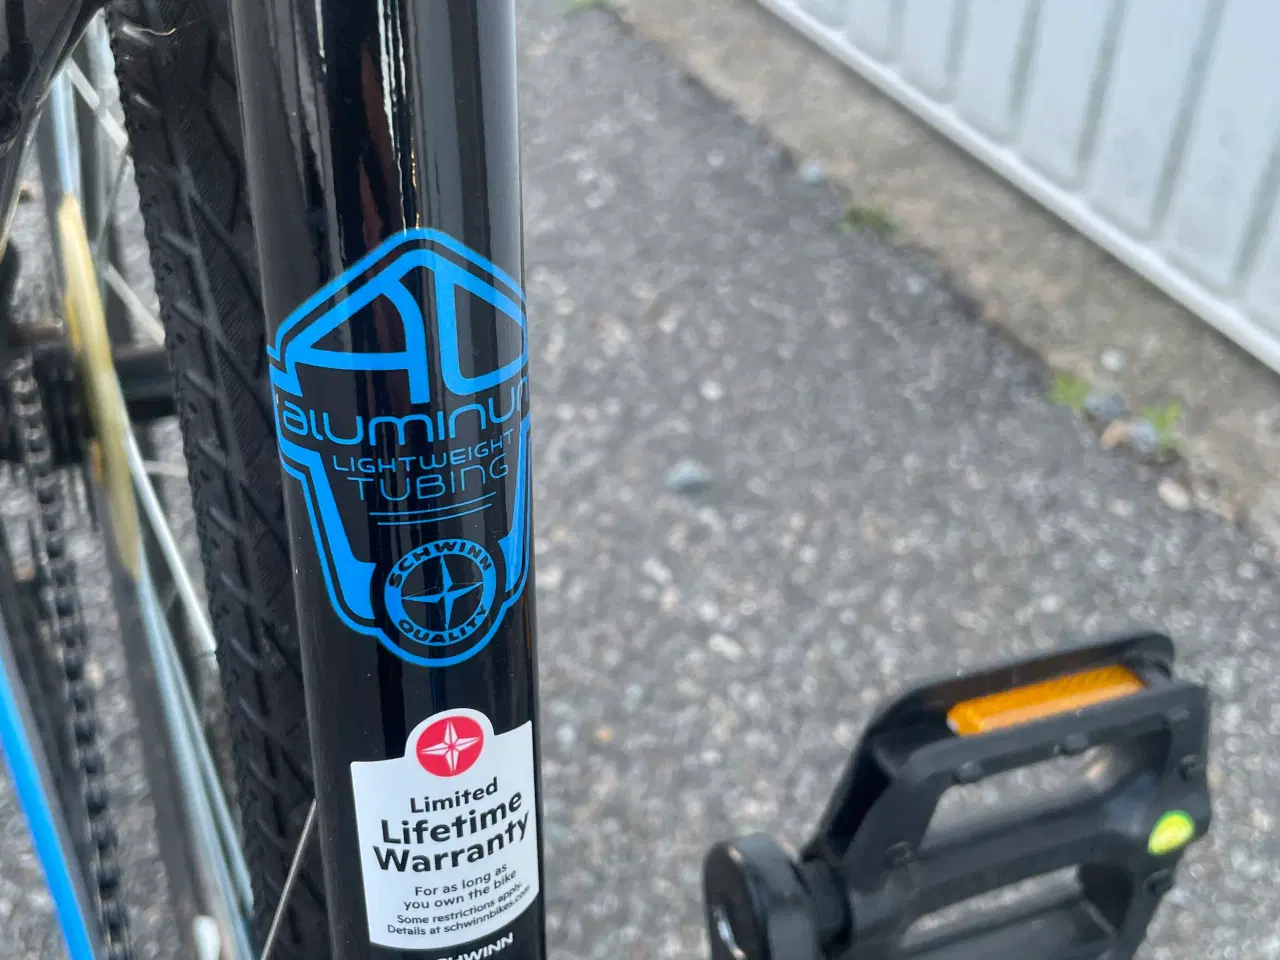 AL
aluminum
LIGHTWEIGHT
TUBING
SCHWINN
QUALITY
Limited
Lifetime
Warranty
For as long as
you own the bike
Some restrictions apply.
Details at schwinnbikes.com
SCHWINN